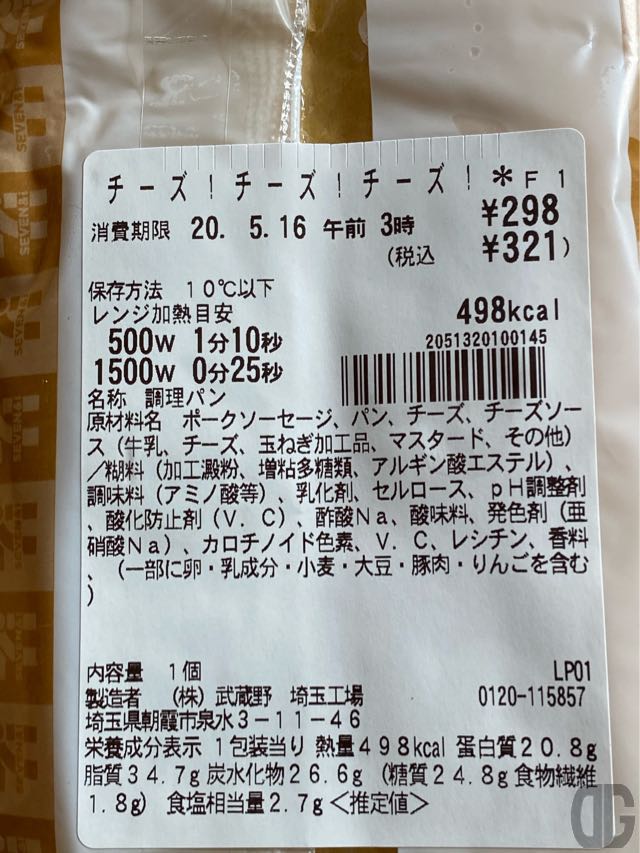 チーズ！チーズ！チーズ！＊F1
消費期限 20. 5.16 午前 3時
¥298
(税込 ¥321)
保存方法 10℃以下
レンジ加熱目安
500W 1分10秒
1500W 0分25秒
498kcal
2051320100145
名称 調理パン
原材料名 ポークソーセージ、パン、チーズ、チーズソー
ス（牛乳、チーズ、玉ねぎ加工品、マスタード、その他）
／糊料（加工澱粉、増粘多糖類、アルギン酸エステル）、
調味料（アミノ酸等）、乳化剤、セルロース、pH調整剤
、酸化防止剤（V．C）、酢酸Na、酸味料、発色剤（亜
硝酸Na）、カロチノイド色素、V．C、レシチン、香料
、（一部に卵・乳成分・小麦・大豆・豚肉・りんごを含む
）
内容量 1個
LP01
製造者 （株）武蔵野 埼玉工場
0120-115857
埼玉県朝霞市泉水3－11－46
栄養成分表示 1包装当り 熱量498kcal 蛋白質20.8g
脂質34.7g 炭水化物26.6g （糖質24.8g 食物繊維
1.8g） 食塩相当量2.7g＜推定値＞
SEVEN&i
DG